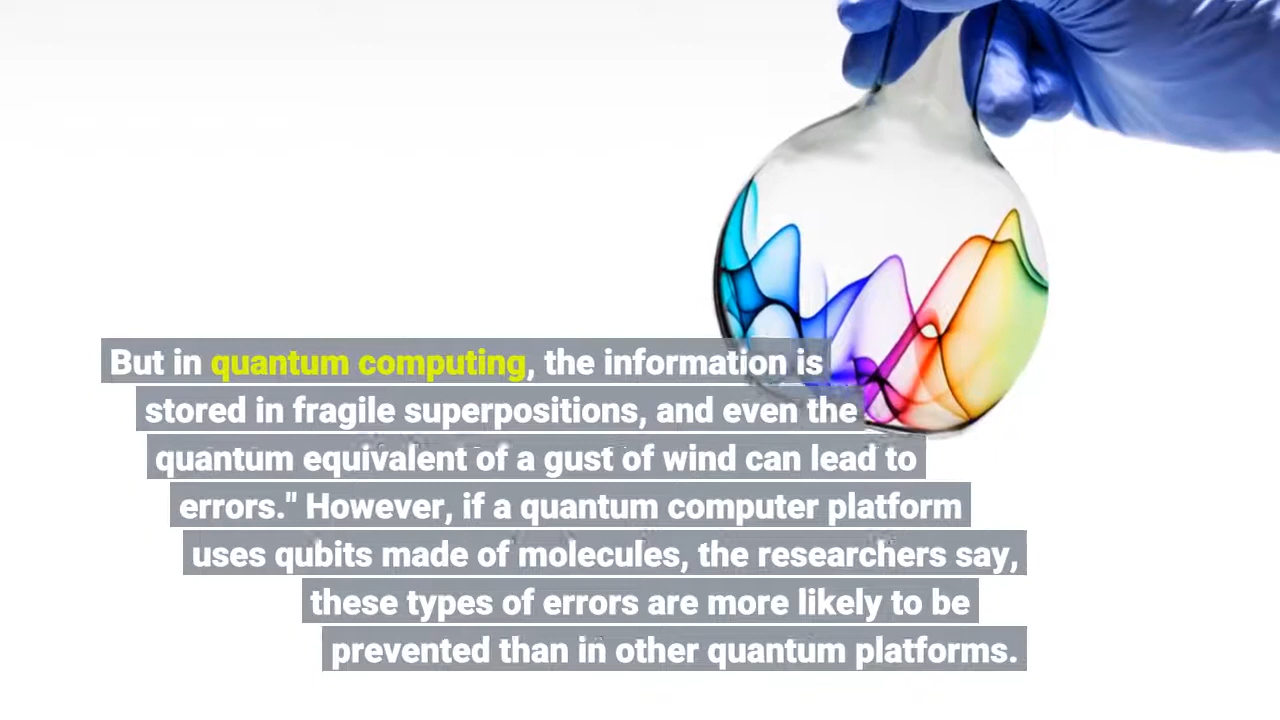 But in quantum computing, the information is
stored in fragile superpositions, and even the
quantum equivalent of a gust of wind can lead to
errors." However, if a quantum computer platform
uses qubits made of molecules, the researchers say,
these types of errors are more likely to be
prevented than in other quantum platforms.